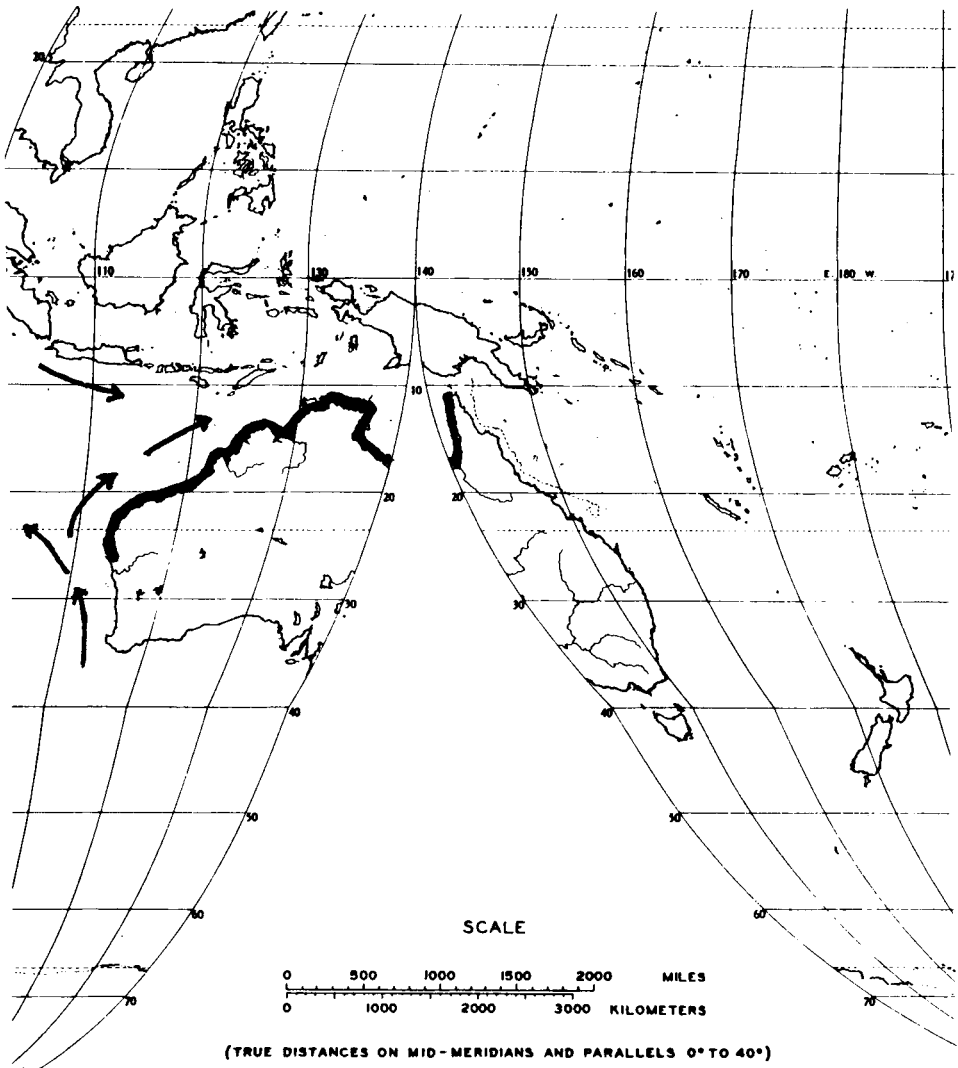 20
110 120 130 140 150 160 170 E. 180 W.
10
20 20
30 30
40 40
50 50
60 60
SCALE
0 500 1000 1500 2000 MILES
0 1000 2000 3000 KILOMETERS
70 70
(TRUE DISTANCES ON MID-MERIDIANS AND PARALLELS 0° TO 40°)